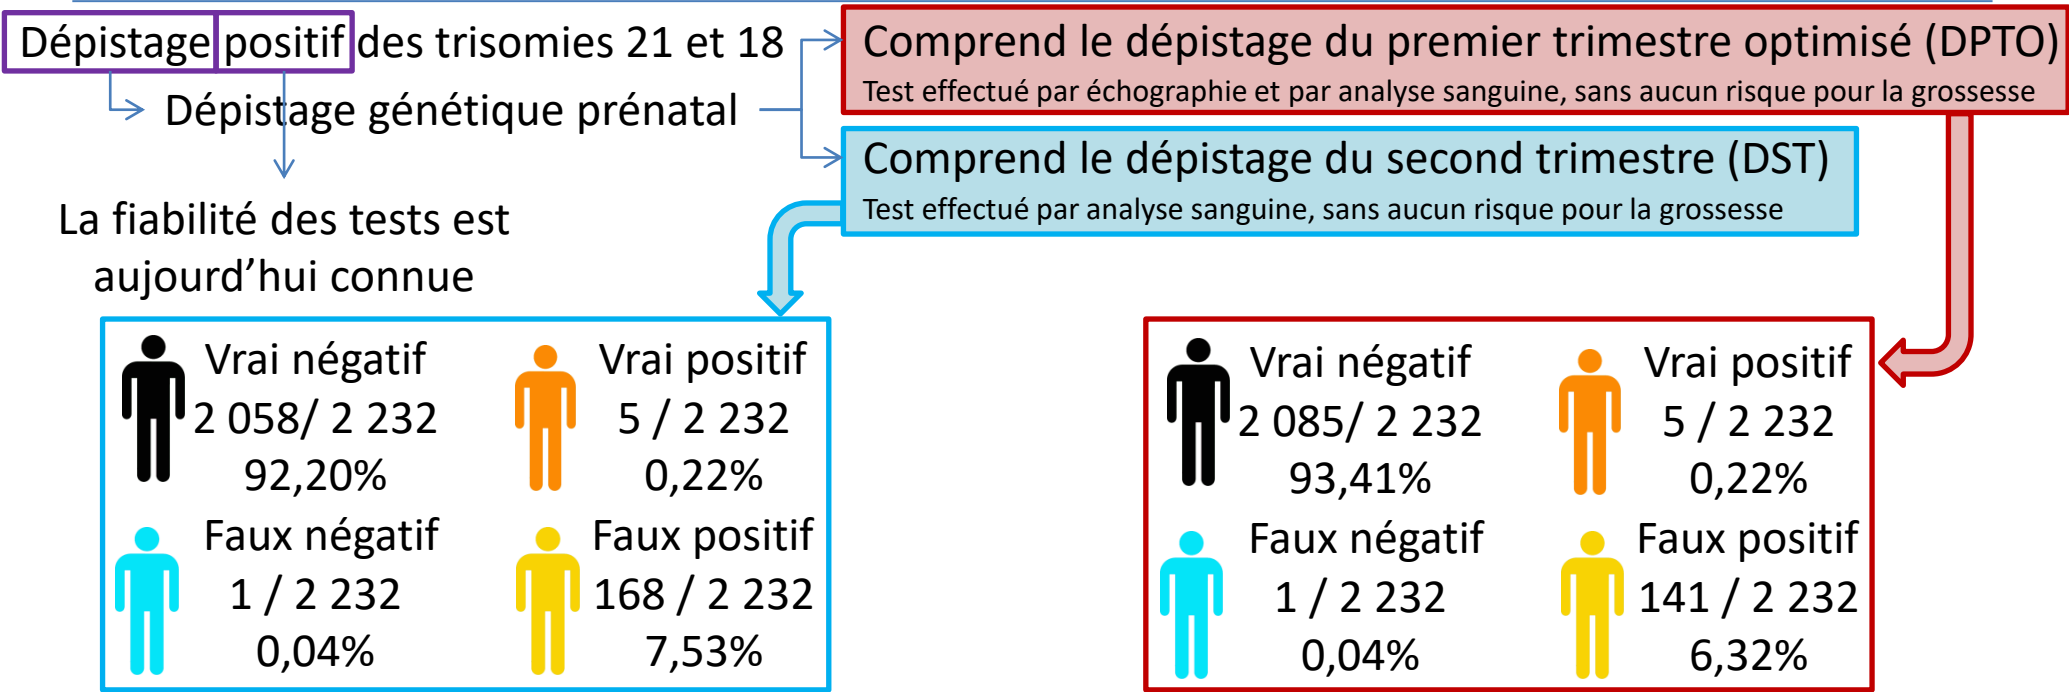 Dépistage positif des trisomies 21 et 18
Dépistage génétique prénatal
Comprend le dépistage du premier trimestre optimisé (DPTO)
Test effectué par échographie et par analyse sanguine, sans aucun risque pour la grossesse
Comprend le dépistage du second trimestre (DST)
Test effectué par analyse sanguine, sans aucun risque pour la grossesse
La fiabilité des tests est
aujourd’hui connue
Vrai négatif
2 058/ 2 232
92,20%
Vrai positif
5 / 2 232
0,22%
Faux négatif
1 / 2 232
0,04%
Faux positif
168 / 2 232
7,53%
Vrai négatif
2 085/ 2 232
93,41%
Vrai positif
5 / 2 232
0,22%
Faux négatif
1 / 2 232
0,04%
Faux positif
141 / 2 232
6,32%